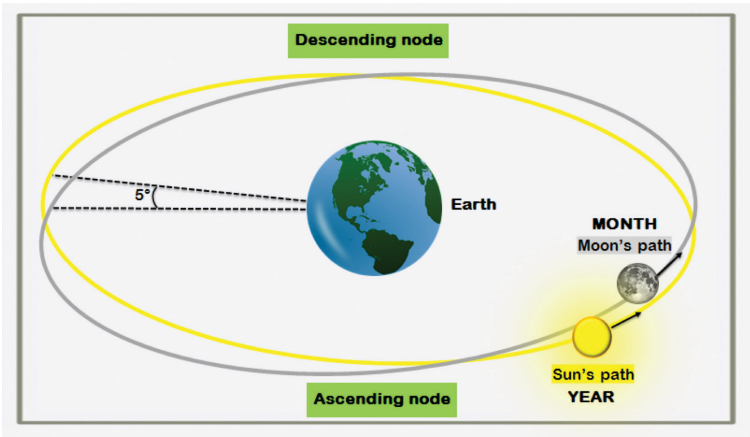 Descending node
5°
Earth
MONTH
Moon's path
Sun's path
YEAR
Ascending node